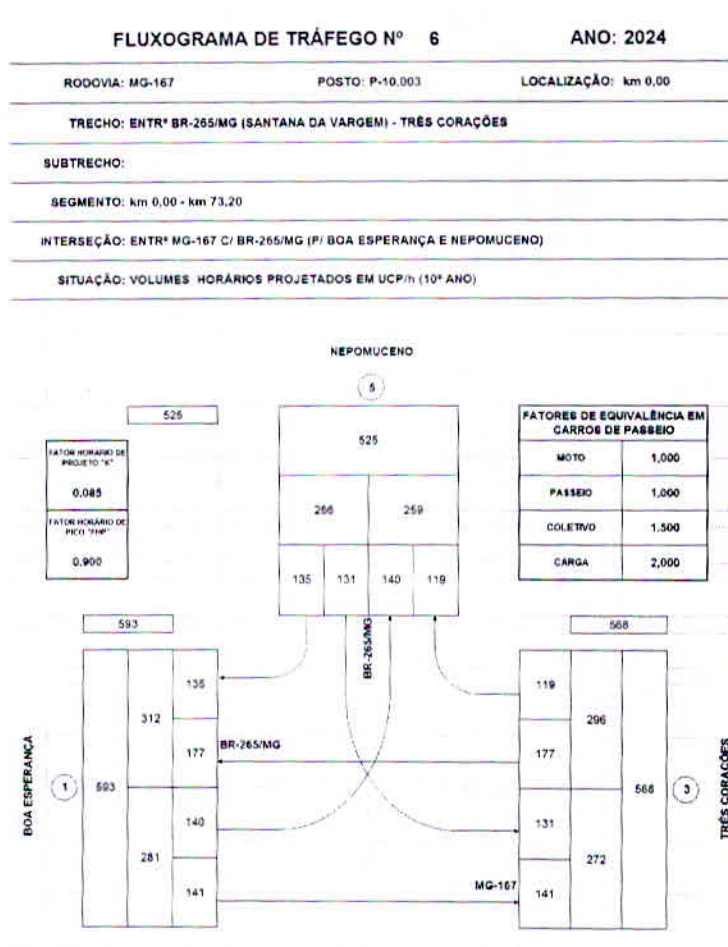 FLUXOGRAMA DE TRÁFEGO Nº 6 ANO: 2024
RODOVIA: MG-167 POSTO: P-10.003 LOCALIZAÇÃO: km 0,00
TRECHO: ENTRº BR-265/MG (SANTANA DA VARGEM) - TRÊS CORAÇÕES
SUBTRECHO:
SEGMENTO: km 0,00 - km 73,20
INTERSEÇÃO: ENTRº MG-167 C/ BR-265/MG (P/ BOA ESPERANÇA E NEPOMUCENO)
SITUAÇÃO: VOLUMES HORÁRIOS PROJETADOS EM UCP/h (10º ANO)
NEPOMUCENO
5
525
525
266 259
135 131 140 119
FATOR HORÁRIO DE
PROJETO "K"
0.085
FATOR HORÁRIO DE
PICO "FHP"
0.900
FATORES DE EQUIVALÊNCIA EM
CARROS DE PASSEIO
MOTO 1,000
PASSEIO 1,000
COLETIVO 1.500
CARGA 2,000
593
568
BR-265/MG
BOA ESPERANÇA
1
593
312
281
135
177
140
141
BR-265/MG
MG-167
119
177
131
141
296
272
568
3
TRÊS CORAÇÕES